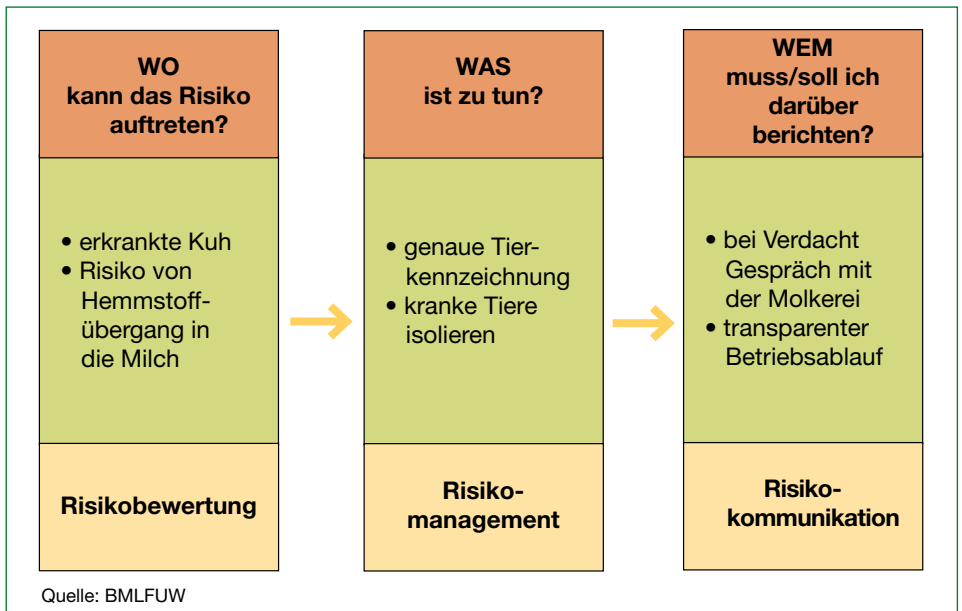 WO
kann das Risiko
auftreten?
• erkrankte Kuh
• Risiko von
Hemmstoff-
übergang in
die Milch
Risikobewertung
WAS
ist zu tun?
• genaue Tier-
kennzeichnung
• kranke Tiere
isolieren
Risiko-
management
WEM
muss/soll ich
darüber
berichten?
• bei Verdacht
Gespräch mit
der Molkerei
• transparenter
Betriebsablauf
Risiko-
kommunikation
Quelle: BMLFUW